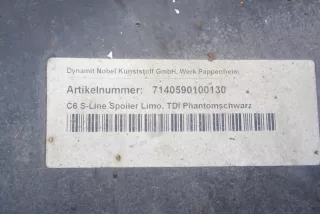 Dynamit Nobel Kunststoff GmbH, Werk Pappenheim
Artikelnummer: 7140590100130
C6 S-Line Spoiler Limo. TDI Phantomschwarz